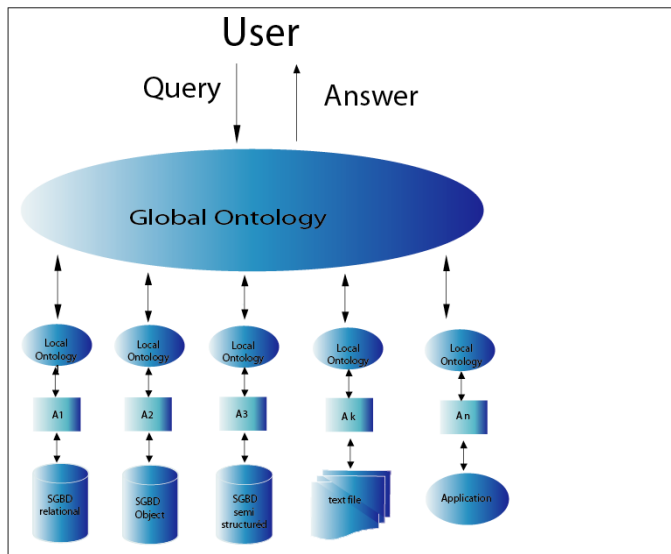 User
Query
Answer
Global Ontology
Local
Ontology
Local
Ontology
Local
Ontology
Local
Ontology
Local
Ontology
A1
A2
A3
A k
A n
SGBD
relational
SGBD
Object
SGBD
semi
structuréd
text file
Application